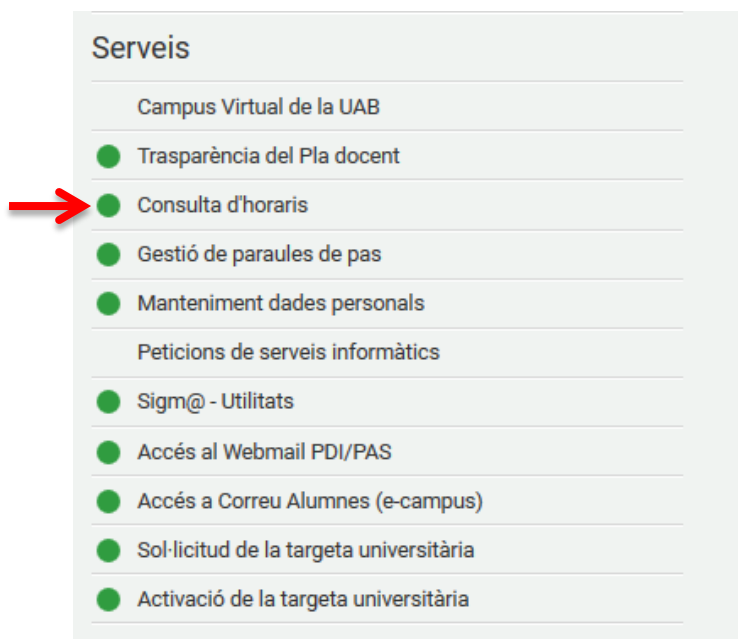 Serveis
Campus Virtual de la UAB
Trasparència del Pla docent
Consulta d'horaris
Gestió de paraules de pas
Manteniment dades personals
Peticions de serveis informàtics
Sigm@ - Utilitats
Accés al Webmail PDI/PAS
Accés a Correu Alumnes (e-campus)
Sol·licitud de la targeta universitària
Activació de la targeta universitària